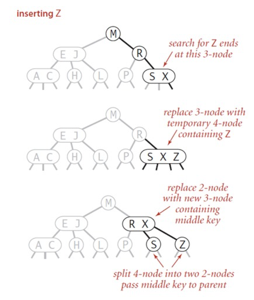 inserting Z
M
E J
R
search for Z ends
at this 3-node
A C
H
L
P
S X
replace 3-node with
temporary 4-node
containing Z
M
E J
R
A C
H
L
P
S X Z
replace 2-node
with new 3-node
containing
middle key
M
E J
R X
A C
H
L
P
S
Z
split 4-node into two 2-nodes
pass middle key to parent